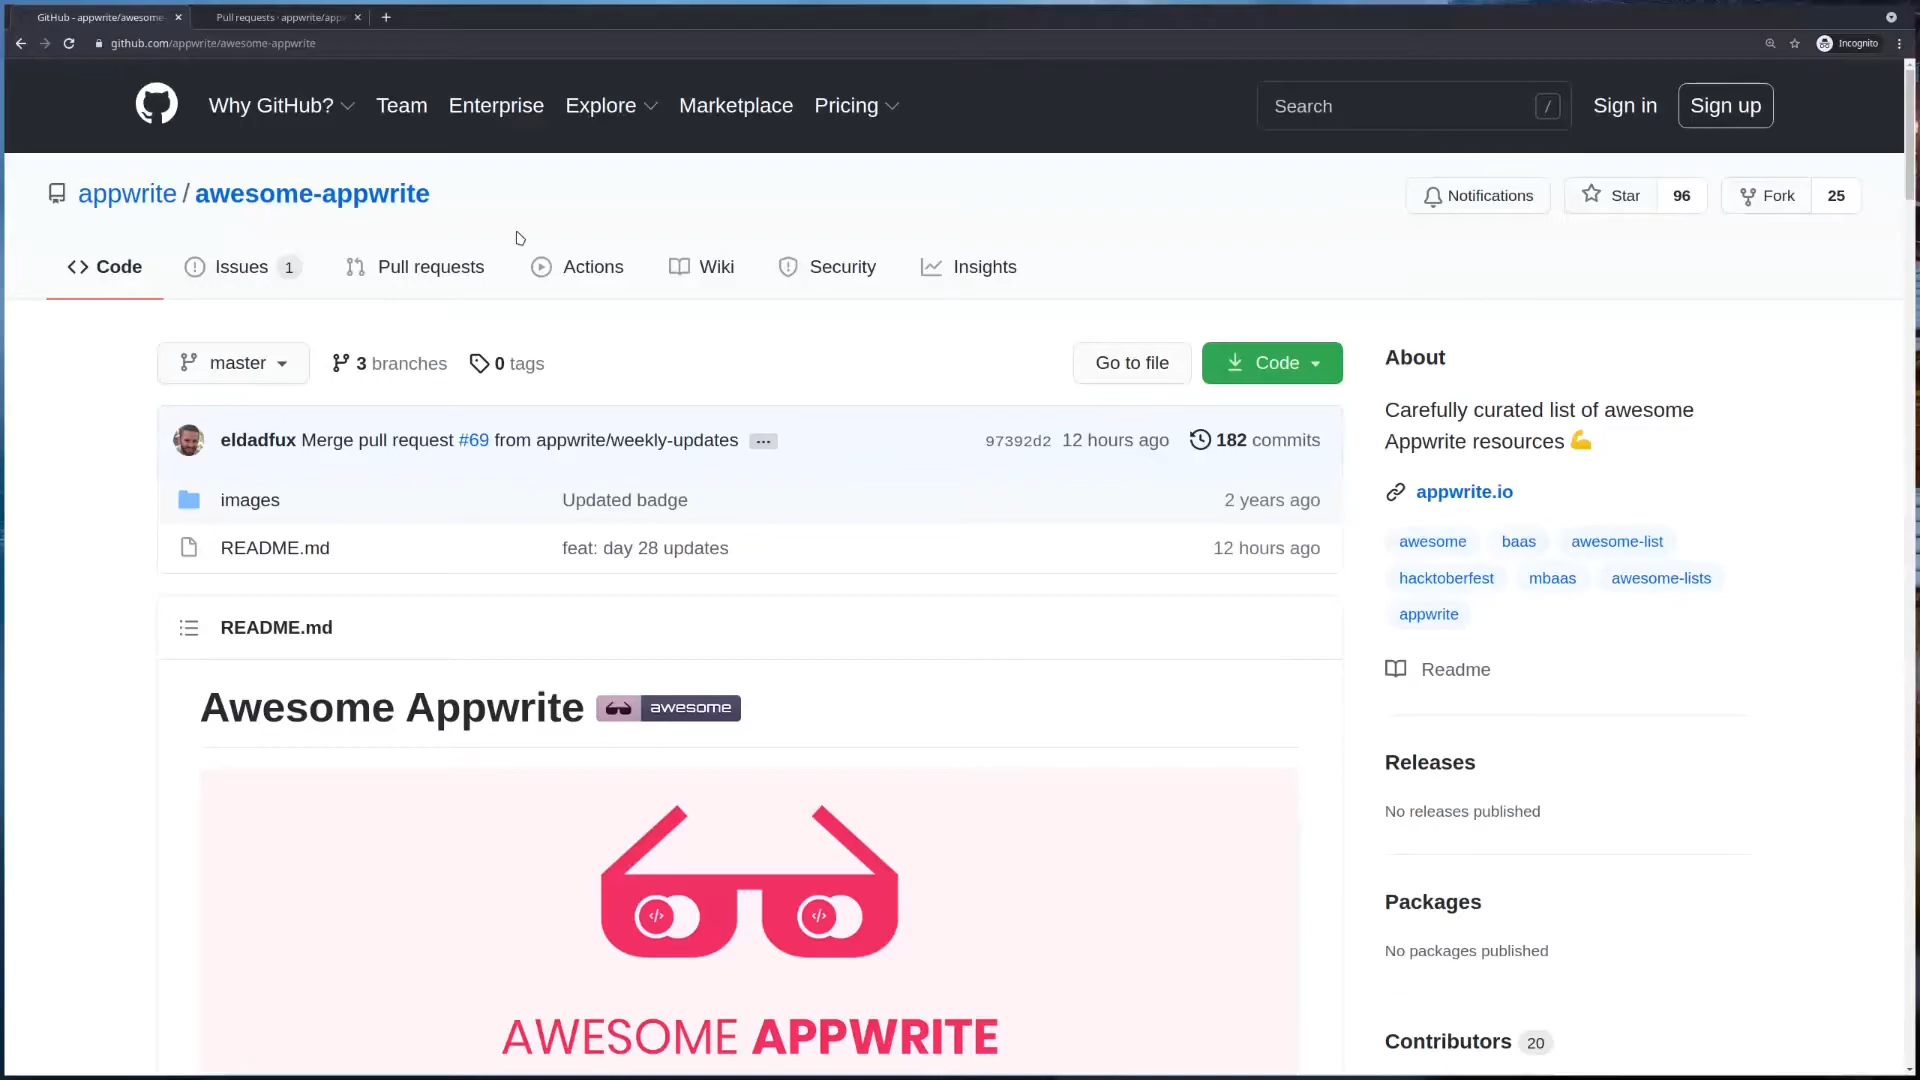 GitHub - appwrite/awesome-
Pull requests · appwrite/app
github.com/appwrite/awesome-appwrite
Incognito
Why GitHub? Team Enterprise Explore Marketplace Pricing
Search /
Sign in
Sign up
appwrite / awesome-appwrite
Notifications
Star 96
Fork 25
Code
Issues 1
Pull requests
Actions
Wiki
Security
Insights
master
3 branches
0 tags
Go to file
Code
eldadfux Merge pull request #69 from appwrite/weekly-updates ...
97392d2 12 hours ago
182 commits
images Updated badge 2 years ago
README.md feat: day 28 updates 12 hours ago
README.md
Awesome Appwrite
awesome
</>
</>
AWESOME APPWRITE
About
Carefully curated list of awesome
Appwrite resources 💪
appwrite.io
awesome baas awesome-list
hacktoberfest mbaas awesome-lists
appwrite
Readme
Releases
No releases published
Packages
No packages published
Contributors 20